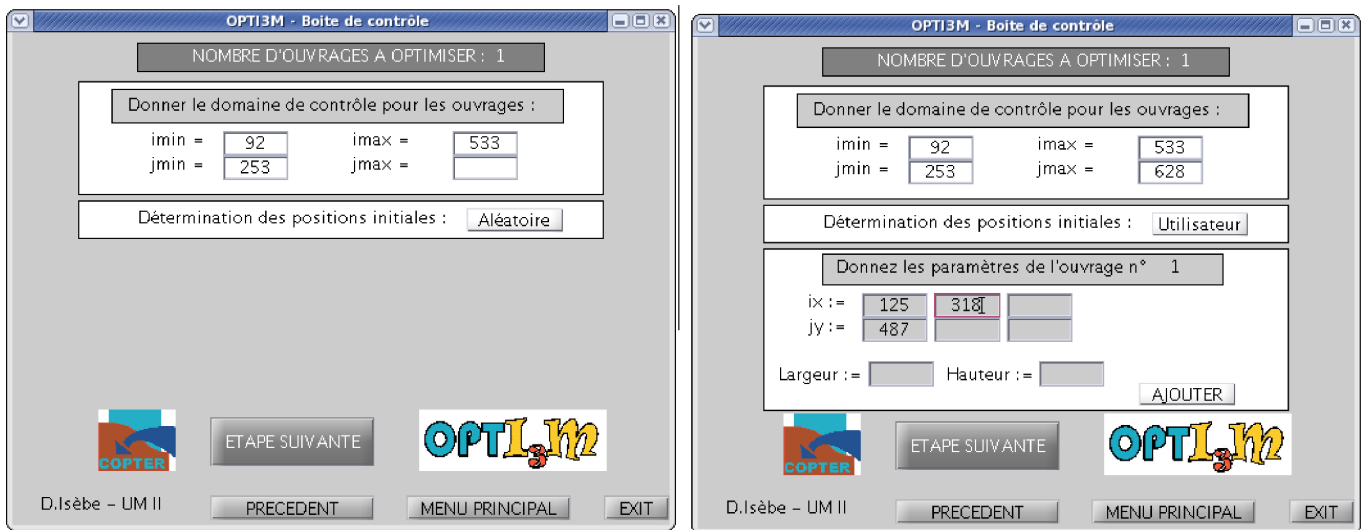 OPTI3M - Boite de contrôle
NOMBRE D'OUVRAGES A OPTIMISER : 1
Donner le domaine de contrôle pour les ouvrages :
imin = 92 imax = 533
jmin = 253 jmax =
Détermination des positions initiales : Aléatoire
COPTER
ETAPE SUIVANTE
OPTI3M
D.Isèbe – UM II
PRECEDENT
MENU PRINCIPAL
EXIT
OPTI3M - Boite de contrôle
NOMBRE D'OUVRAGES A OPTIMISER : 1
Donner le domaine de contrôle pour les ouvrages :
imin = 92 imax = 533
jmin = 253 jmax = 628
Détermination des positions initiales : Utilisateur
Donnez les paramètres de l'ouvrage n° 1
ix := 125 318
jy := 487
Largeur := Hauteur :=
AJOUTER
COPTER
ETAPE SUIVANTE
OPTI3M
D.Isèbe – UM II
PRECEDENT
MENU PRINCIPAL
EXIT